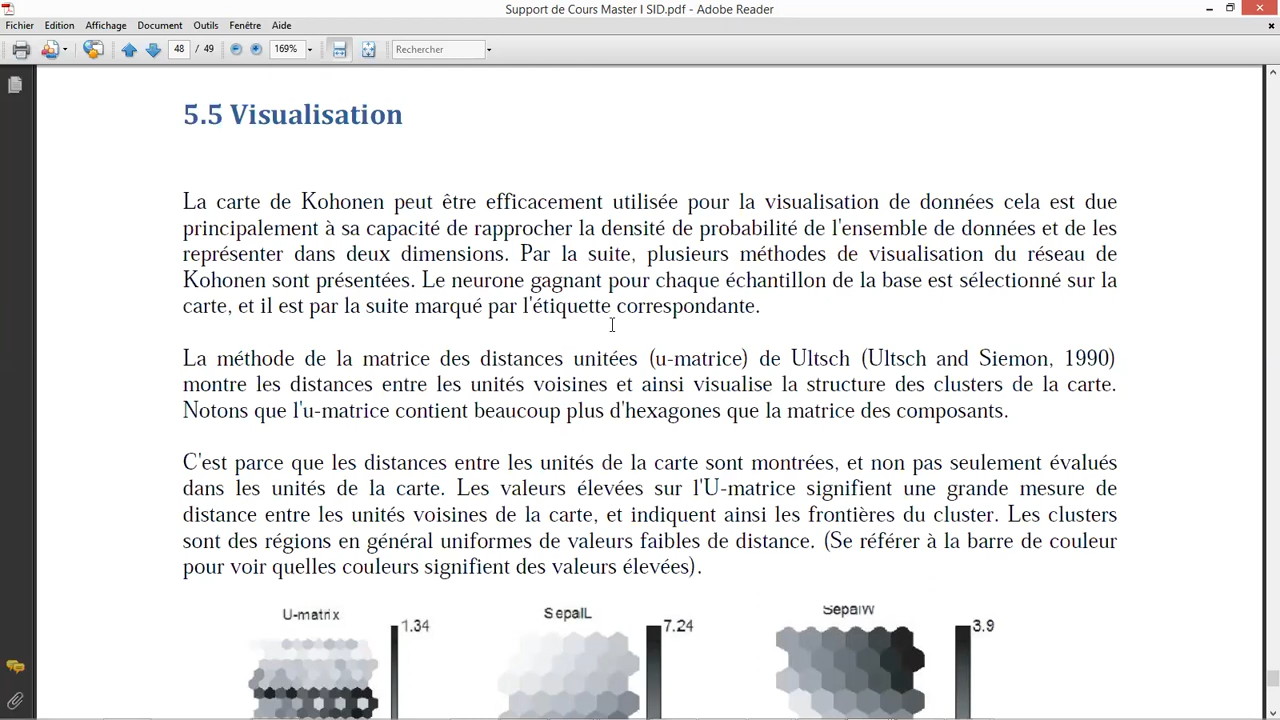 Support de Cours Master I SID.pdf - Adobe Reader
Fichier Edition Affichage Document Outils Fenêtre Aide
48 / 49 169% Rechercher
5.5 Visualisation
La carte de Kohonen peut être efficacement utilisée pour la visualisation de données cela est due
principalement à sa capacité de rapprocher la densité de probabilité de l'ensemble de données et de les
représenter dans deux dimensions. Par la suite, plusieurs méthodes de visualisation du réseau de
Kohonen sont présentées. Le neurone gagnant pour chaque échantillon de la base est sélectionné sur la
carte, et il est par la suite marqué par l'étiquette correspondante.
La méthode de la matrice des distances unitées (u-matrice) de Ultsch (Ultsch and Siemon, 1990)
montre les distances entre les unités voisines et ainsi visualise la structure des clusters de la carte.
Notons que l'u-matrice contient beaucoup plus d'hexagones que la matrice des composants.
C'est parce que les distances entre les unités de la carte sont montrées, et non pas seulement évalués
dans les unités de la carte. Les valeurs élevées sur l'U-matrice signifient une grande mesure de
distance entre les unités voisines de la carte, et indiquent ainsi les frontières du cluster. Les clusters
sont des régions en général uniformes de valeurs faibles de distance. (Se référer à la barre de couleur
pour voir quelles couleurs signifient des valeurs élevées).
U-matrix SepalL SepalW
1.34 7.24 3.9